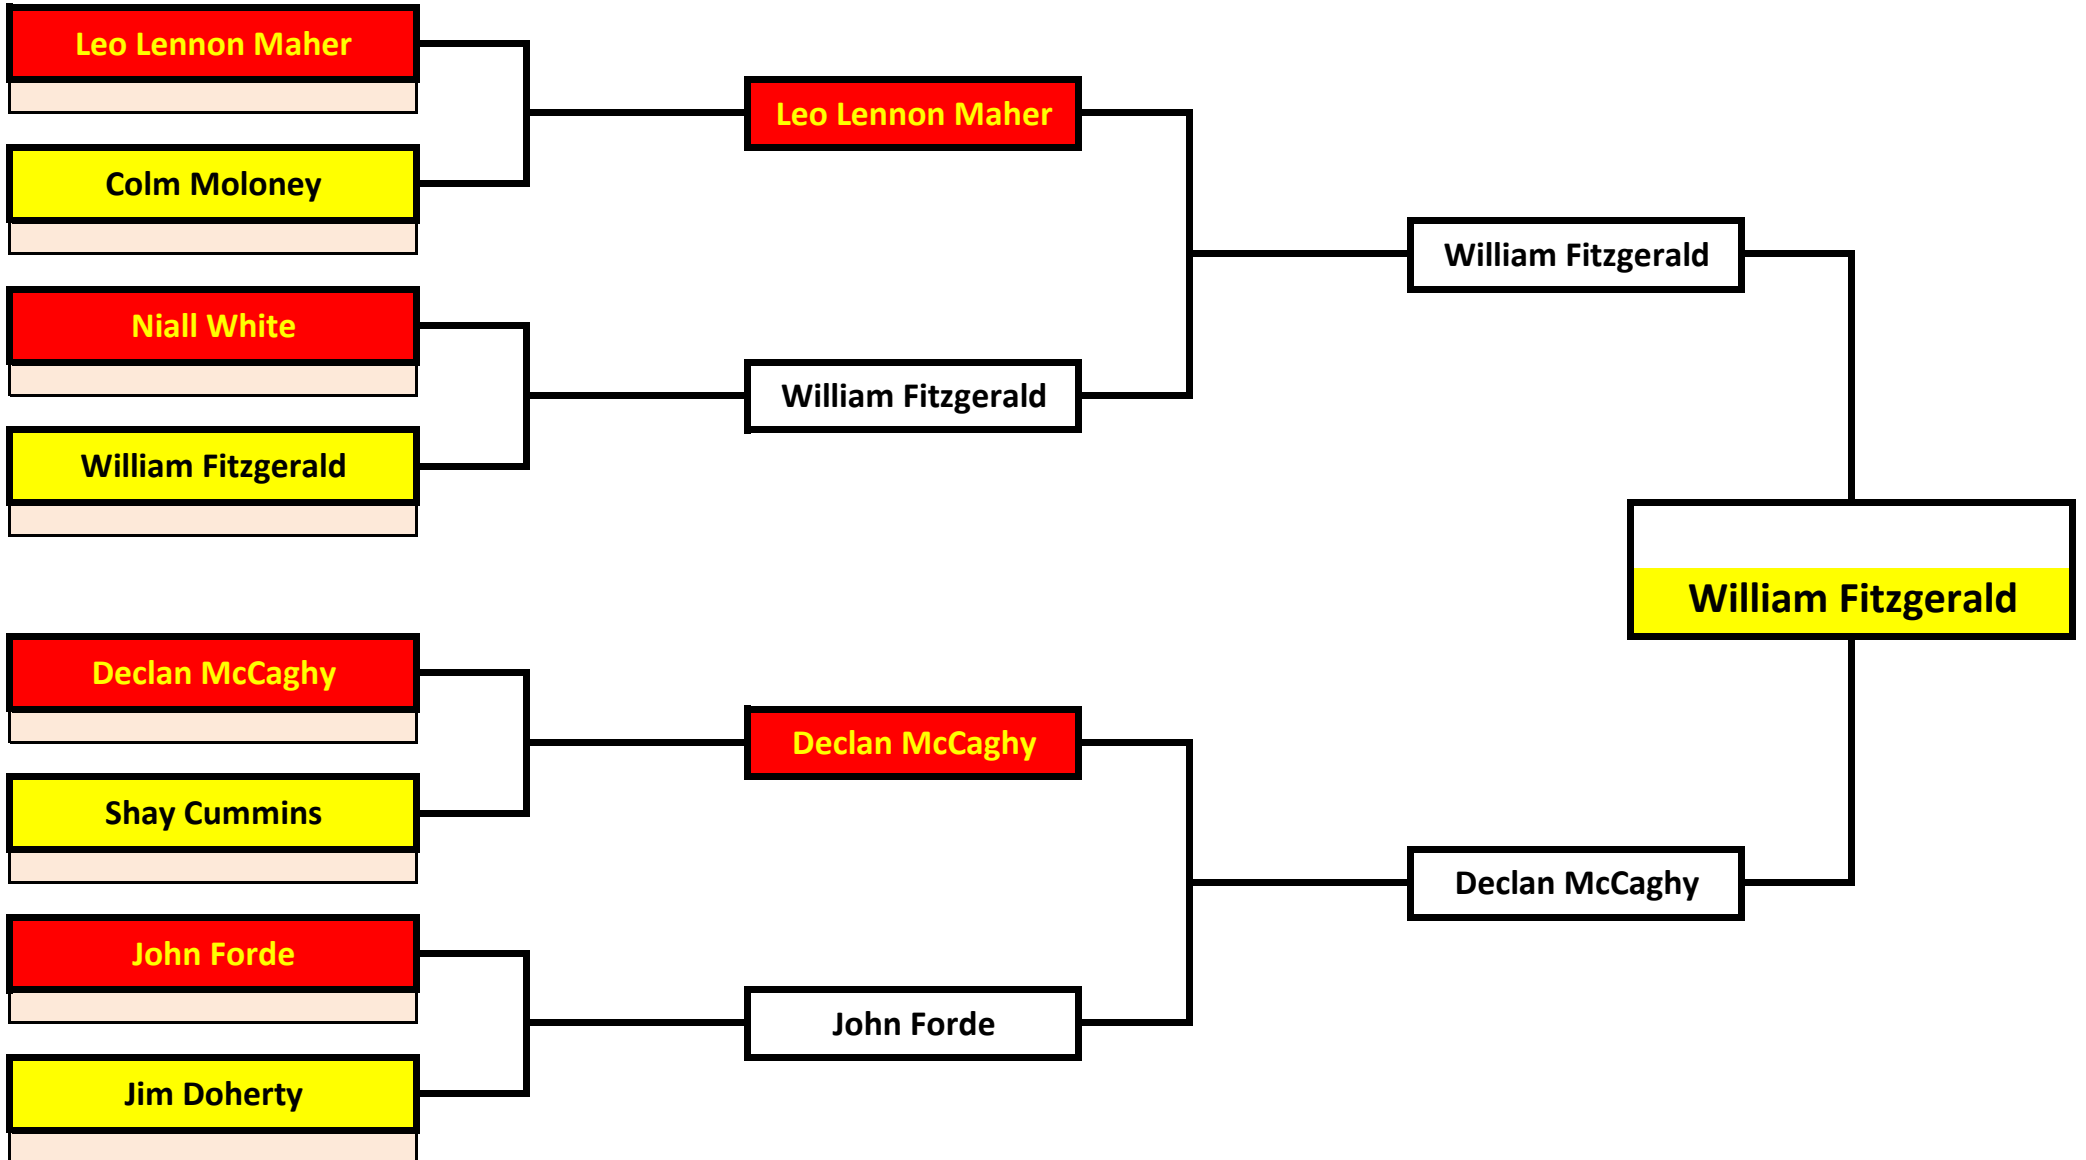 Leo Lennon Maher
Colm Moloney
Niall White
William Fitzgerald
Declan McCaghy
Shay Cummins
John Forde
Jim Doherty
Leo Lennon Maher
William Fitzgerald
Declan McCaghy
John Forde
William Fitzgerald
Declan McCaghy
William Fitzgerald